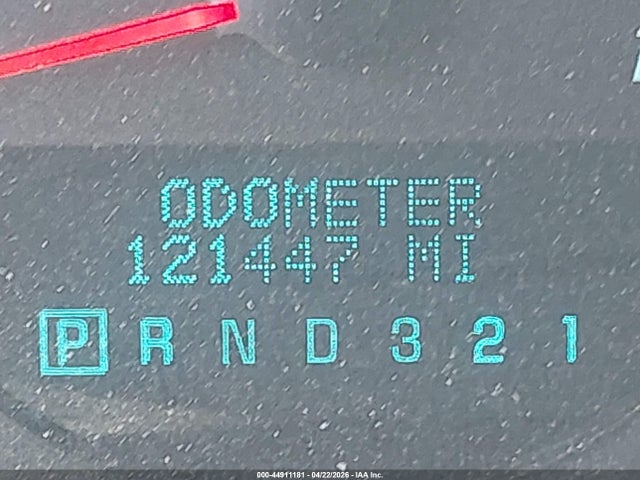 ODOMETER
121447 MI
P R N D 3 2 1
000-44911181 - 04/22/2026 - IAA Inc.